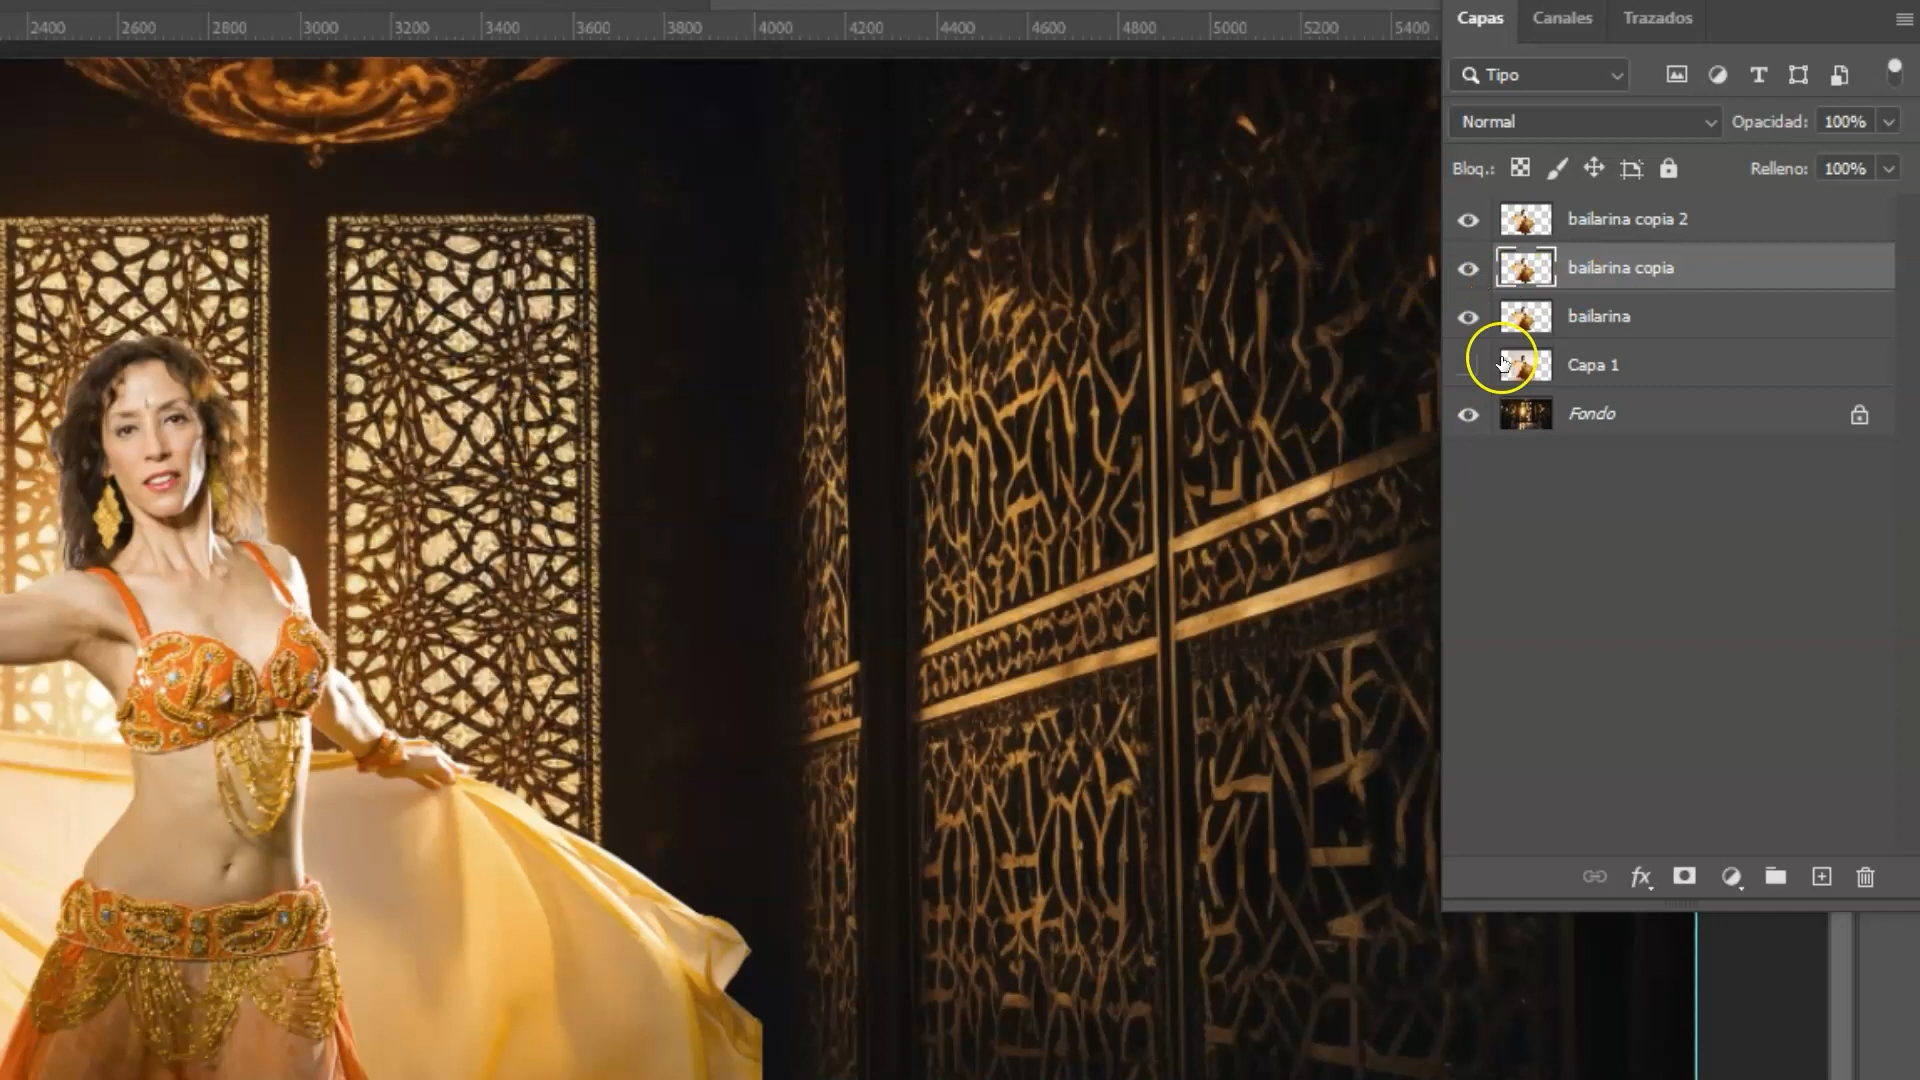 2400 2600 2800 3000 3200 3400 3600 3800 4000 4200 4400 4600 4800 5000 5200 5400
Capas Canales Trazados
Tipo
Normal Opacidad: 100%
Bloq.: Relleno: 100%
bailarina copia 2
bailarina copia
bailarina
Capa 1
Fondo
fx